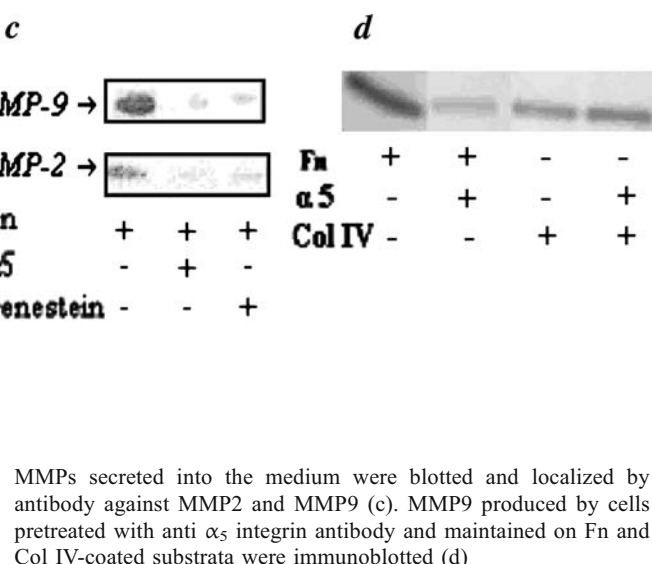 c
d
MP-9 →
MP-2 →
n + + +
5 - + -
enestein - - +
Fn + + - -
α5 - + - +
Col IV - - + +
MMPs secreted into the medium were blotted and localized by
antibody against MMP2 and MMP9 (c). MMP9 produced by cells
pretreated with anti α₅ integrin antibody and maintained on Fn and
Col IV-coated substrata were immunoblotted (d)